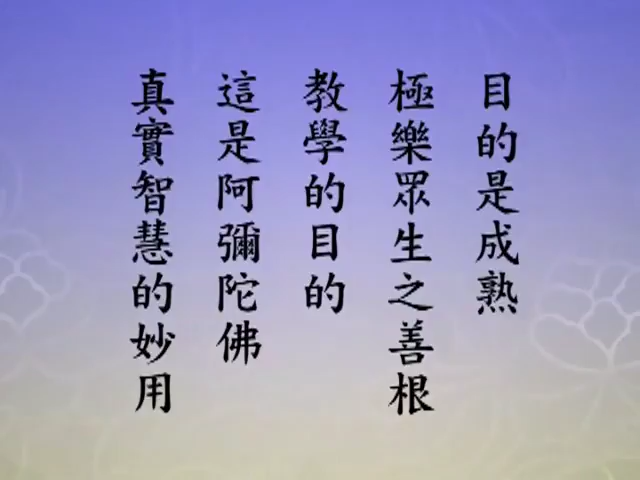 目的是成熟
極樂眾生之善根
教學的目的
這是阿彌陀佛
真實智慧的妙用